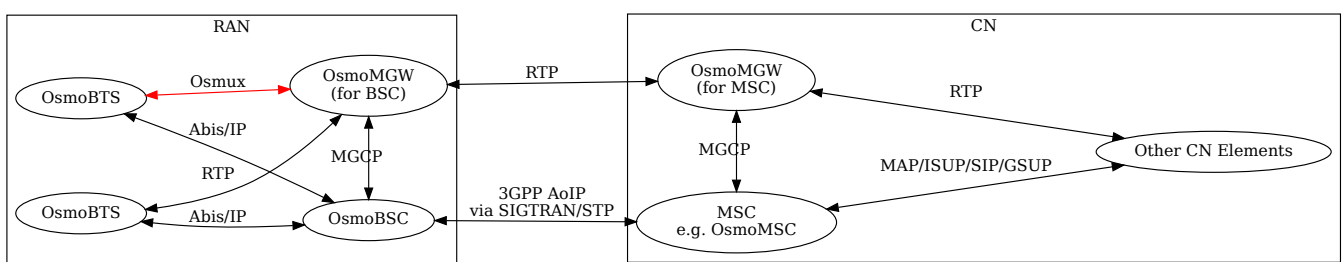 RAN
CN
OsmoBTS
Osmux
OsmoMGW
(for BSC)
RTP
OsmoMGW
(for MSC)
RTP
Abis/IP
MGCP
MGCP
Other CN Elements
RTP
MAP/ISUP/SIP/GSUP
OsmoBTS
Abis/IP
OsmoBSC
3GPP AoIP
via SIGTRAN/STP
MSC
e.g. OsmoMSC